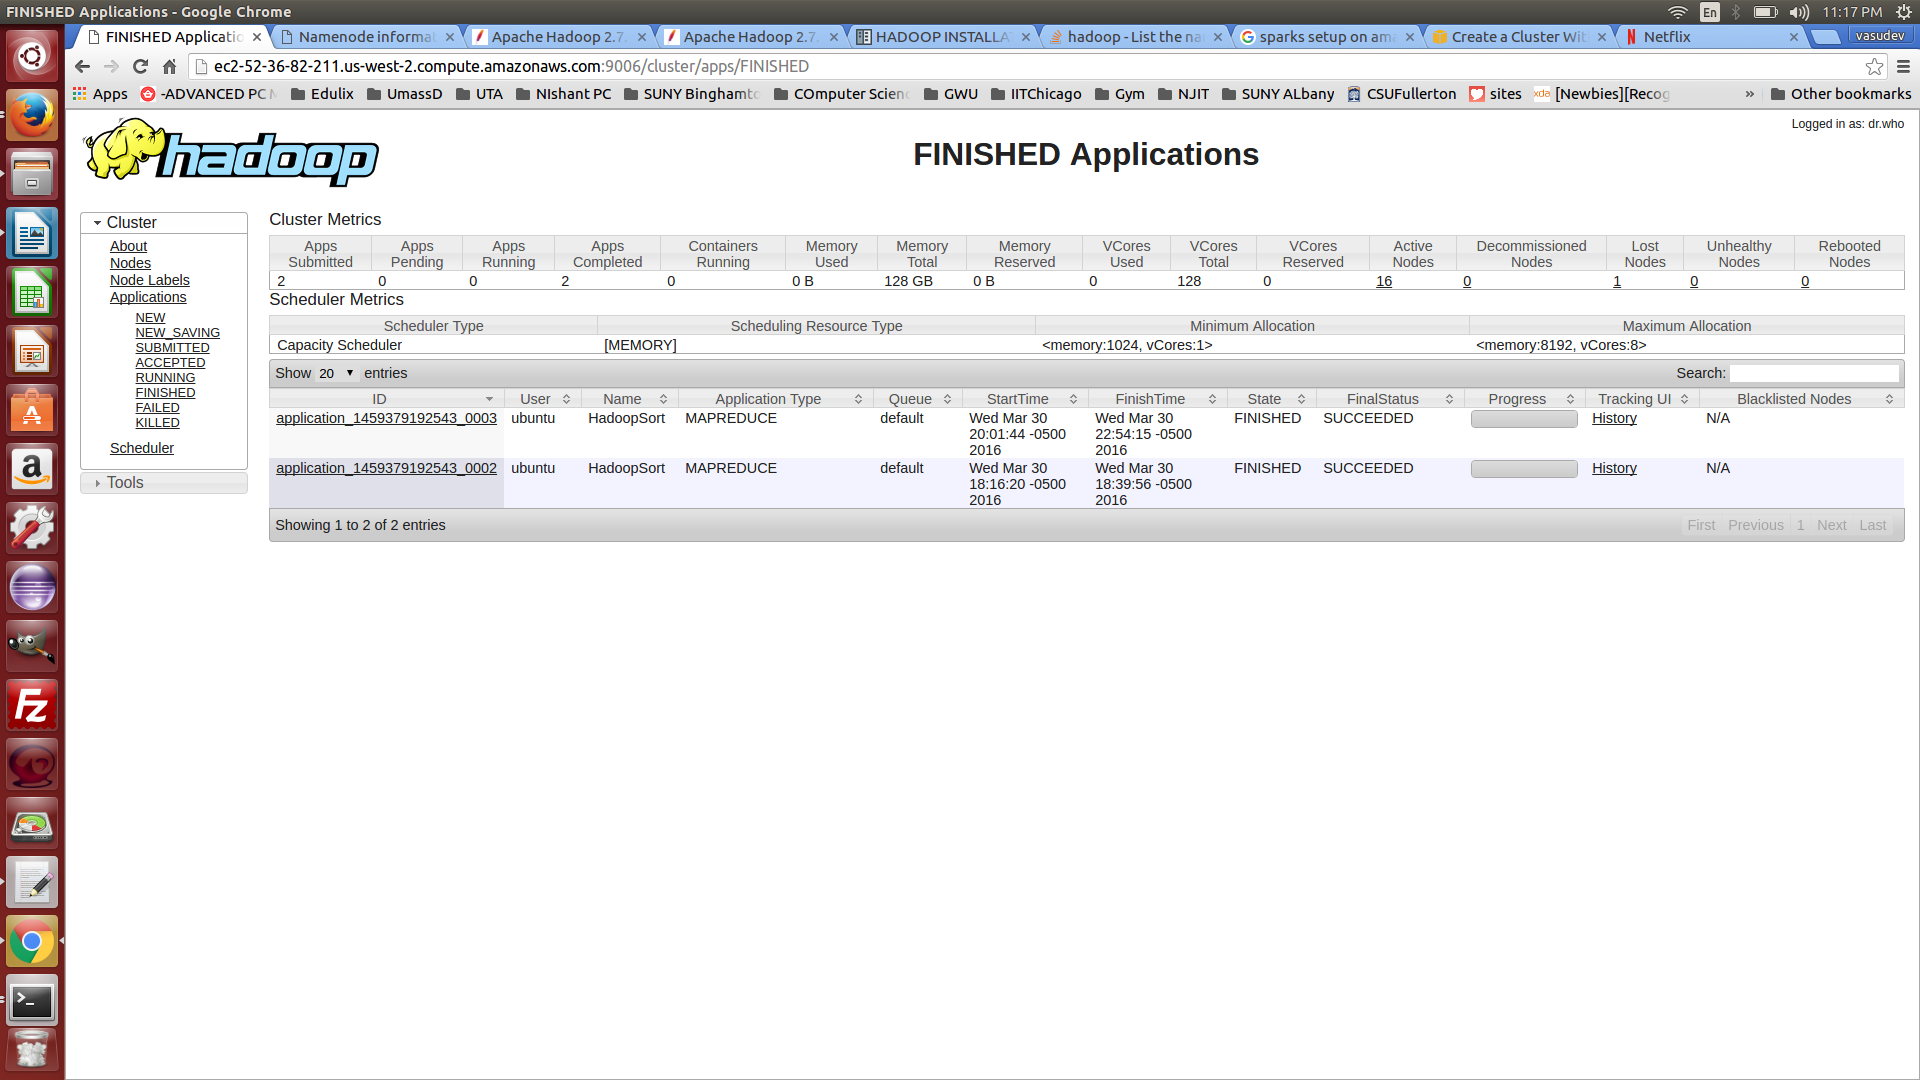 FINISHED Applications - Google Chrome
En
11:17 PM
FINISHED Applicatio
Namenode informat
Apache Hadoop 2.7.
Apache Hadoop 2.7.
HADOOP INSTALLA
hadoop - List the na
sparks setup on ama
Create a Cluster Wit
Netflix
vasudev
ec2-52-36-82-211.us-west-2.compute.amazonaws.com:9006/cluster/apps/FINISHED
Apps
-ADVANCED PC M
Edulix
UmassD
UTA
NIshant PC
SUNY Binghamto
COmputer Scienc
GWU
IITChicago
Gym
NJIT
SUNY ALbany
CSUFullerton
sites
xda
[Newbies][Recog
»
Other bookmarks
hadoop
FINISHED Applications
Logged in as: dr.who
Cluster
About
Nodes
Node Labels
Applications
NEW
NEW_SAVING
SUBMITTED
ACCEPTED
RUNNING
FINISHED
FAILED
KILLED
Scheduler
Tools
Cluster Metrics
Apps Submitted Apps Pending Apps Running Apps Completed Containers Running Memory Used Memory Total Memory Reserved VCores Used VCores Total VCores Reserved Active Nodes Decommissioned Nodes Lost Nodes Unhealthy Nodes Rebooted Nodes
2 0 0 2 0 0 B 128 GB 0 B 0 128 0 16 0 1 0 0
Scheduler Metrics
Scheduler Type Scheduling Resource Type Minimum Allocation Maximum Allocation
Capacity Scheduler [MEMORY] <memory:1024, vCores:1> <memory:8192, vCores:8>
Show 20 entries Search:
ID User Name Application Type Queue StartTime FinishTime State FinalStatus Progress Tracking UI Blacklisted Nodes
application_1459379192543_0003 ubuntu HadoopSort MAPREDUCE default Wed Mar 30 20:01:44 -0500 2016 Wed Mar 30 22:54:15 -0500 2016 FINISHED SUCCEEDED History N/A
application_1459379192543_0002 ubuntu HadoopSort MAPREDUCE default Wed Mar 30 18:16:20 -0500 2016 Wed Mar 30 18:39:56 -0500 2016 FINISHED SUCCEEDED History N/A
Showing 1 to 2 of 2 entries First Previous 1 Next Last